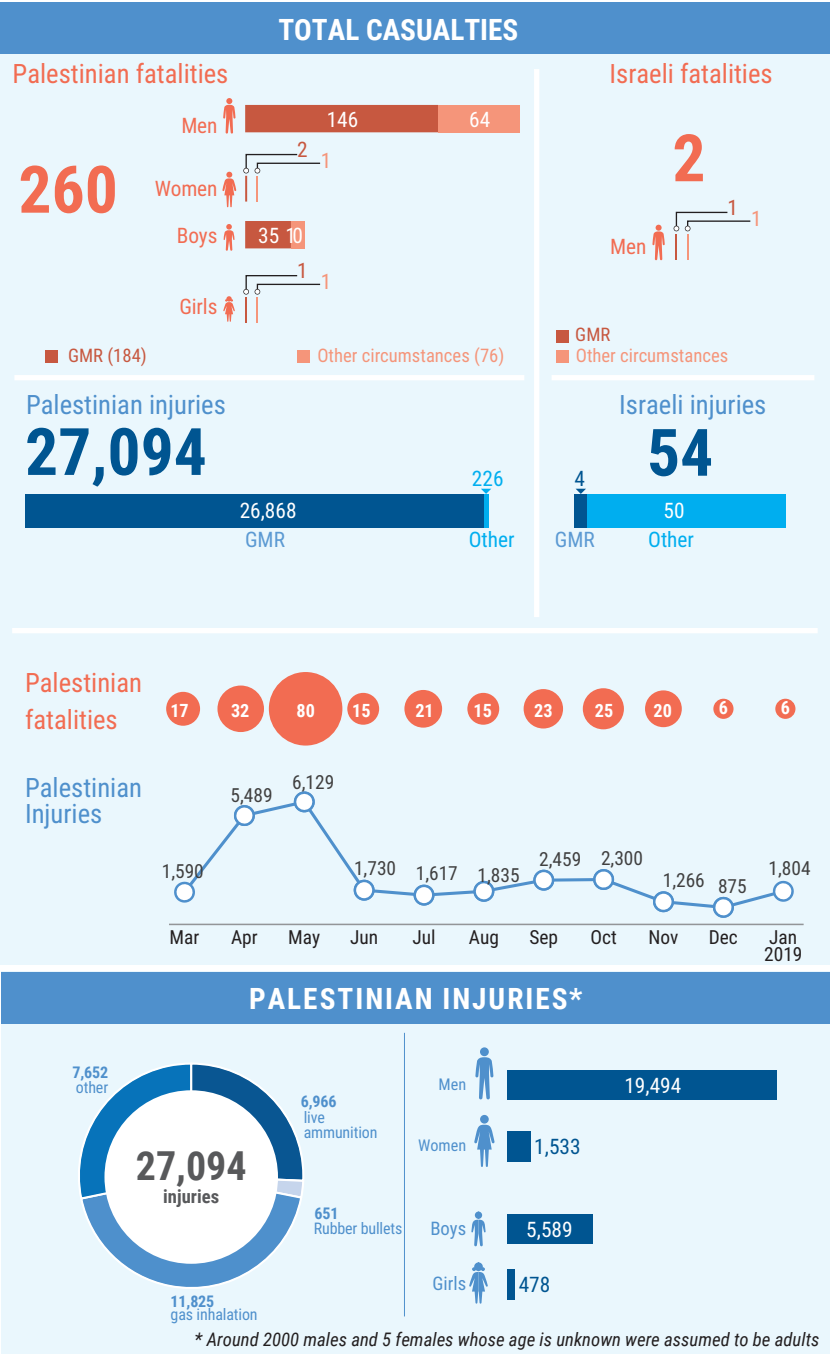 TOTAL CASUALTIES
Palestinian fatalities
260
Men 146 64
Women 2 1
Boys 35 10
Girls 1 1
GMR (184) Other circumstances (76)
Israeli fatalities
2
Men 1 1
GMR
Other circumstances
Palestinian injuries
27,094
226
26,868
GMR Other
Israeli injuries
54
4
50
GMR Other
Palestinian
fatalities
17 32 80 15 21 15 23 25 20 6 6
Palestinian
Injuries
1,590 5,489 6,129 1,730 1,617 1,835 2,459 2,300 1,266 875 1,804
Mar Apr May Jun Jul Aug Sep Oct Nov Dec Jan
2019
PALESTINIAN INJURIES*
7,652
other
6,966
live
ammunition
27,094
injuries
651
Rubber bullets
11,825
gas inhalation
Men 19,494
Women 1,533
Boys 5,589
Girls 478
* Around 2000 males and 5 females whose age is unknown were assumed to be adults